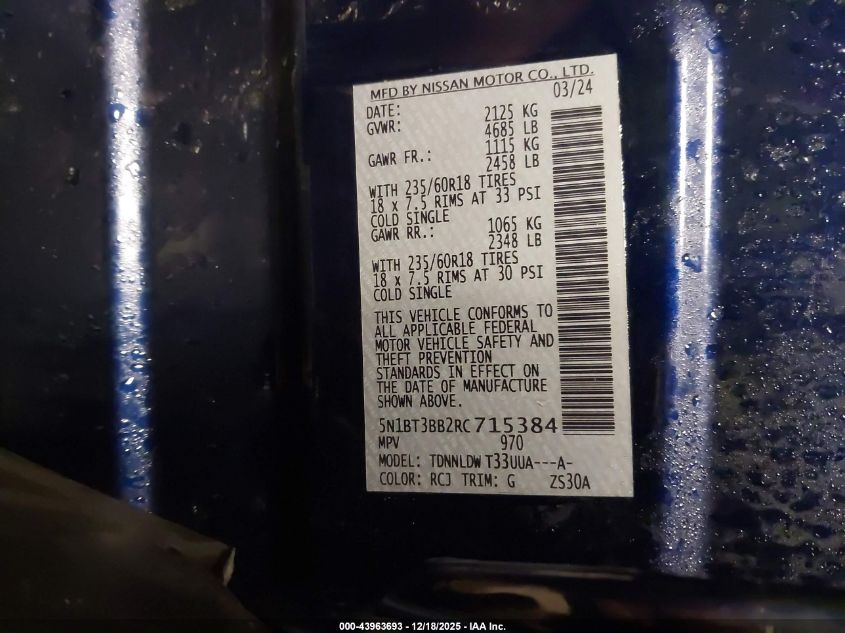 MFD BY NISSAN MOTOR CO., LTD.
DATE: 03/24
GVWR: 2125 KG
4685 LB
GAWR FR.: 1115 KG
2458 LB
WITH 235/60R18 TIRES
18 x 7.5 RIMS AT 33 PSI
COLD SINGLE
GAWR RR.: 1065 KG
2348 LB
WITH 235/60R18 TIRES
18 x 7.5 RIMS AT 30 PSI
COLD SINGLE
THIS VEHICLE CONFORMS TO
ALL APPLICABLE FEDERAL
MOTOR VEHICLE SAFETY AND
THEFT PREVENTION
STANDARDS IN EFFECT ON
THE DATE OF MANUFACTURE
SHOWN ABOVE.
5N1BT3BB2RC715384
MPV 970
MODEL: TDNNLDW T33UUA---A-
COLOR: RCJ TRIM: G ZS30A
000-43963693 - 12/18/2025 - IAA Inc.